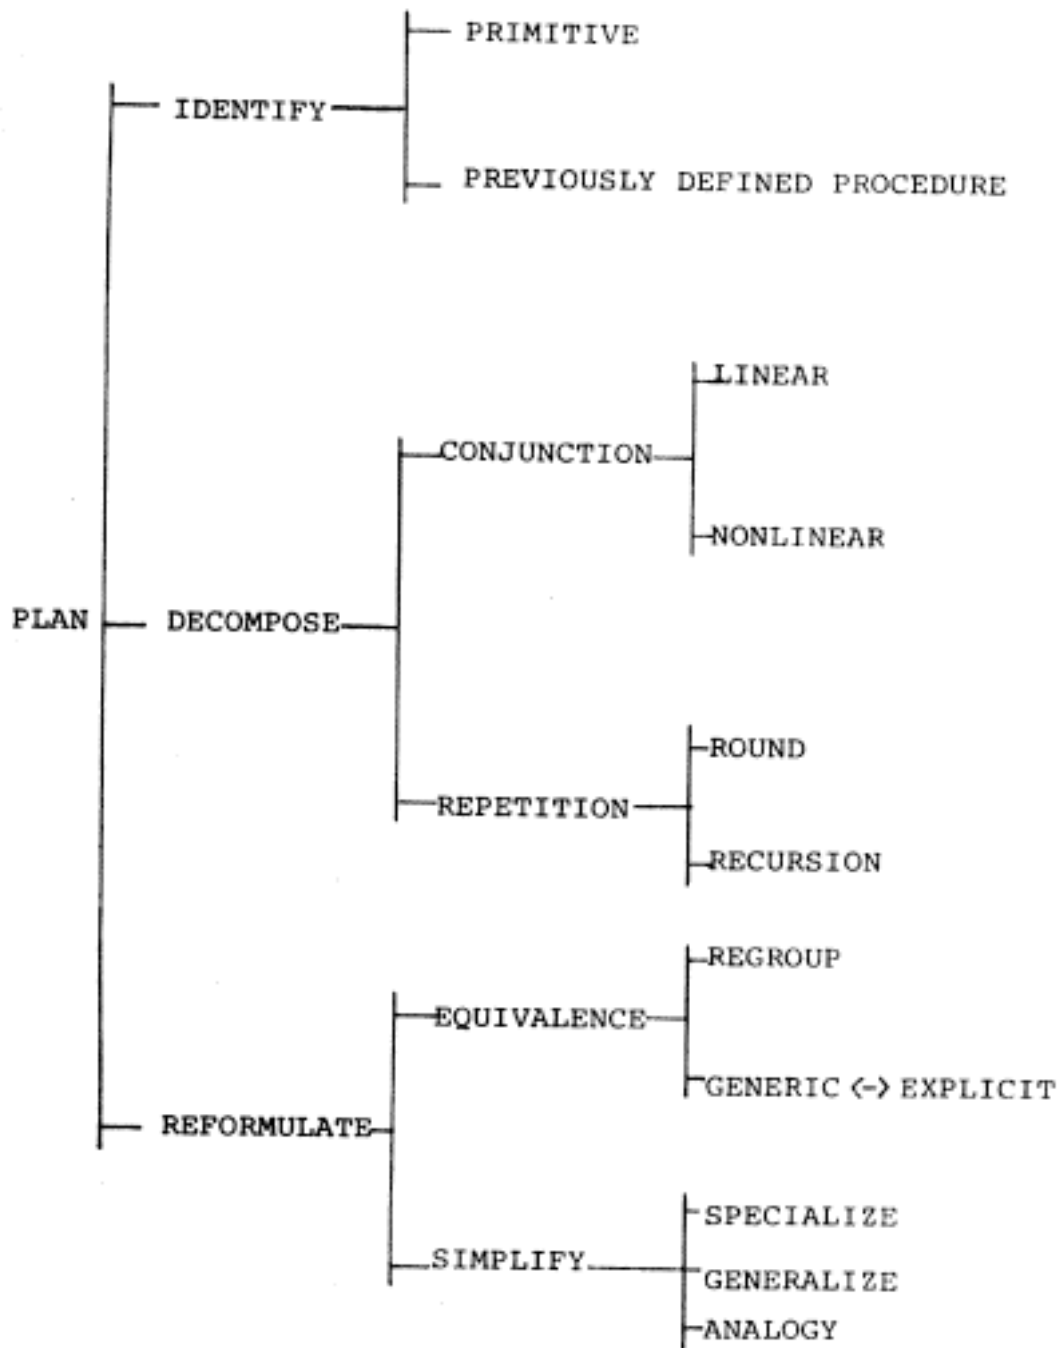 PRIMITIVE
IDENTIFY
PREVIOUSLY DEFINED PROCEDURE
LINEAR
CONJUNCTION
NONLINEAR
PLAN
DECOMPOSE
ROUND
REPETITION
RECURSION
REGROUP
EQUIVALENCE
GENERIC <-> EXPLICIT
REFORMULATE
SPECIALIZE
SIMPLIFY
GENERALIZE
ANALOGY